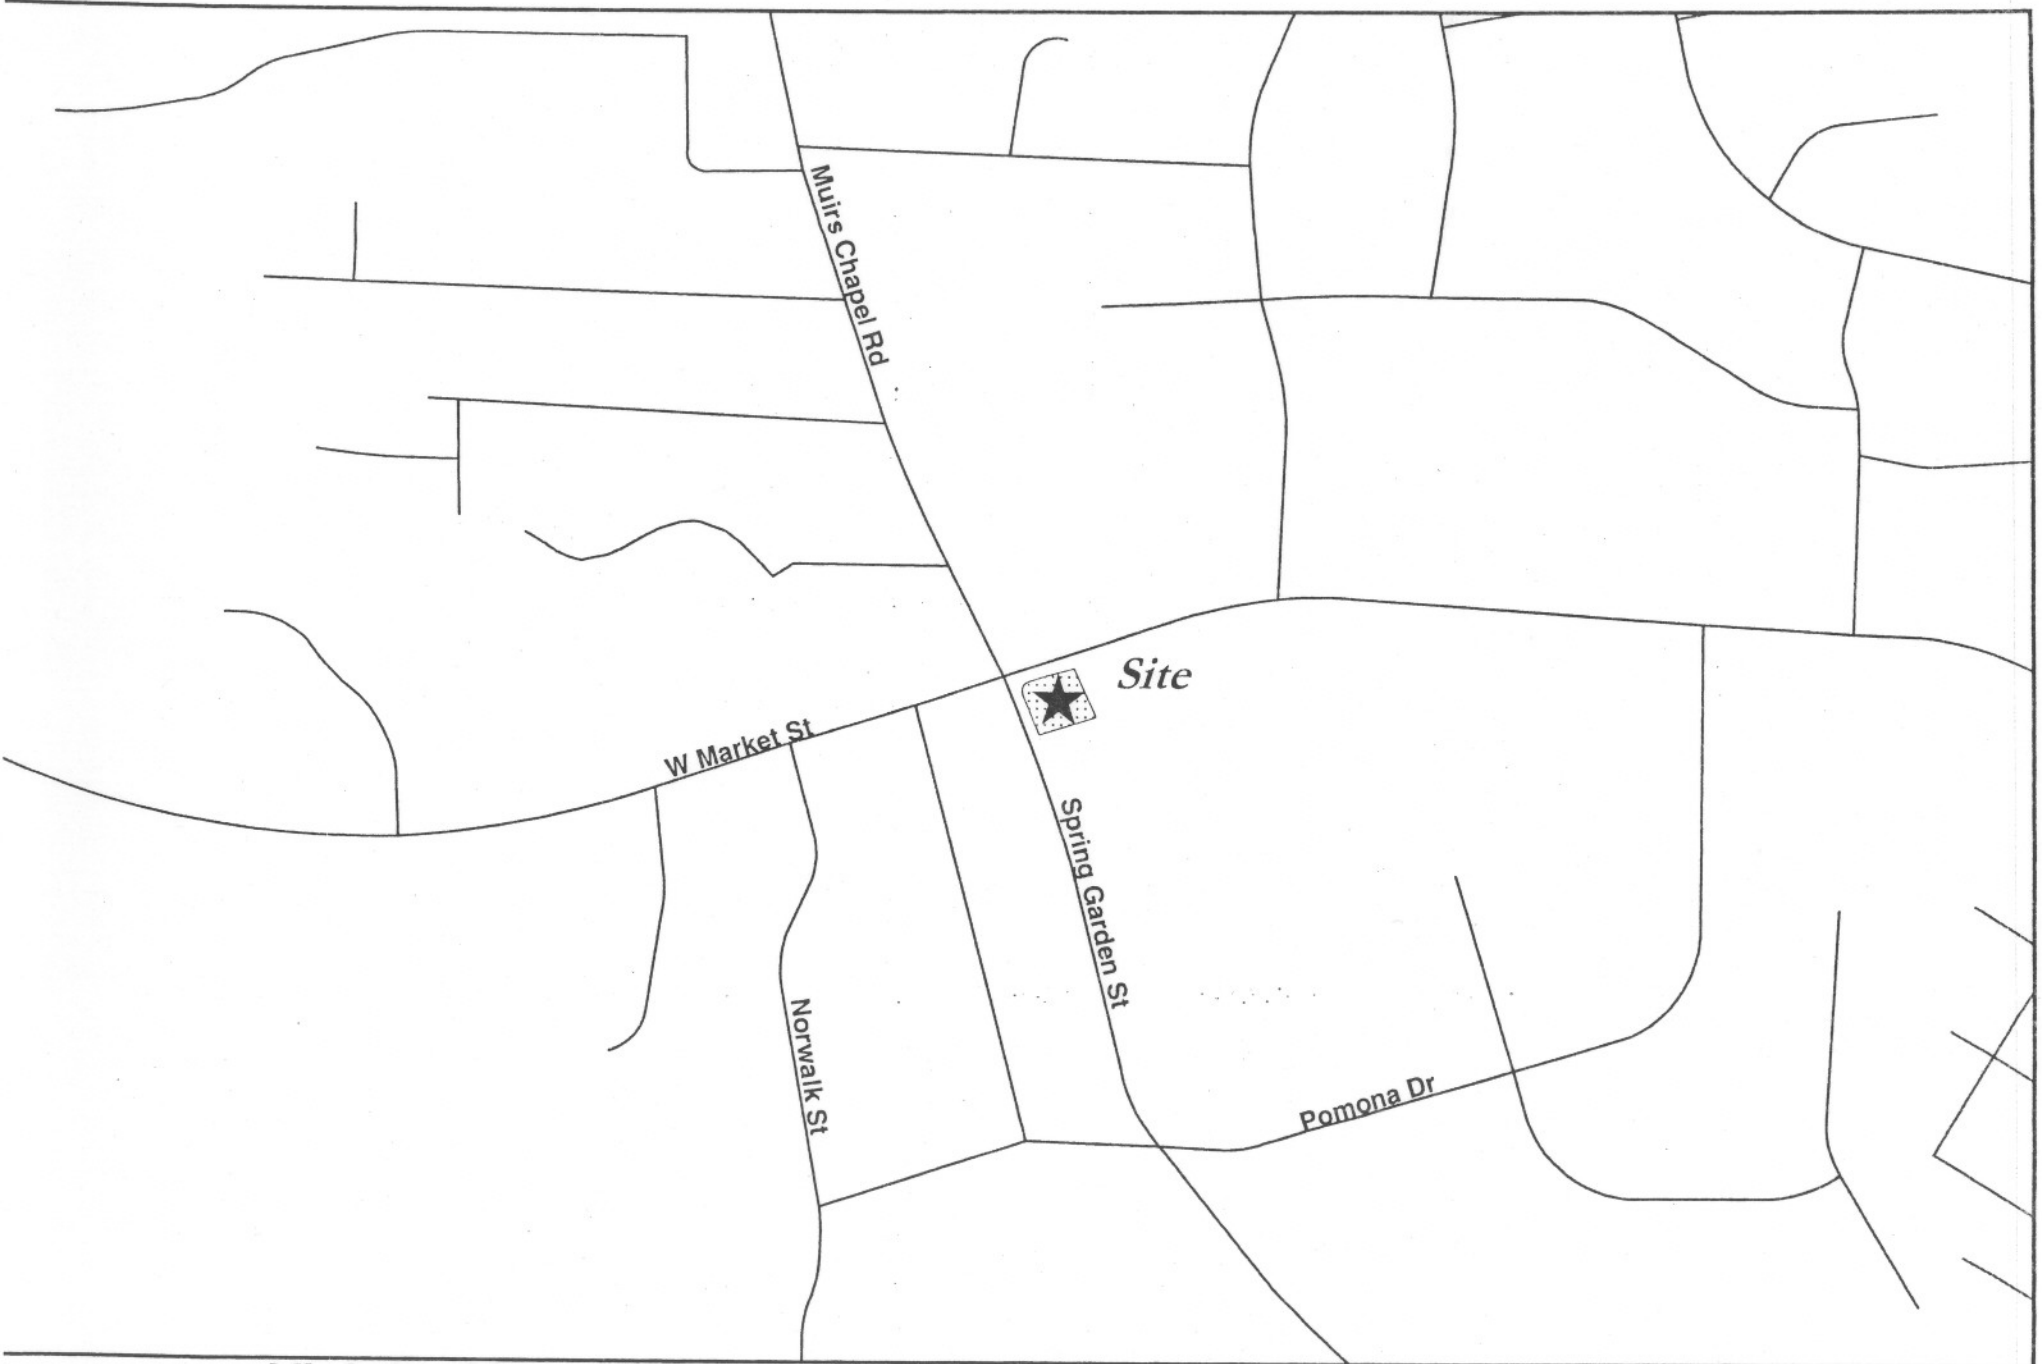 Muirs Chapel Rd
Site
W Market St
Spring Garden St
Norwalk St
Pomona Dr